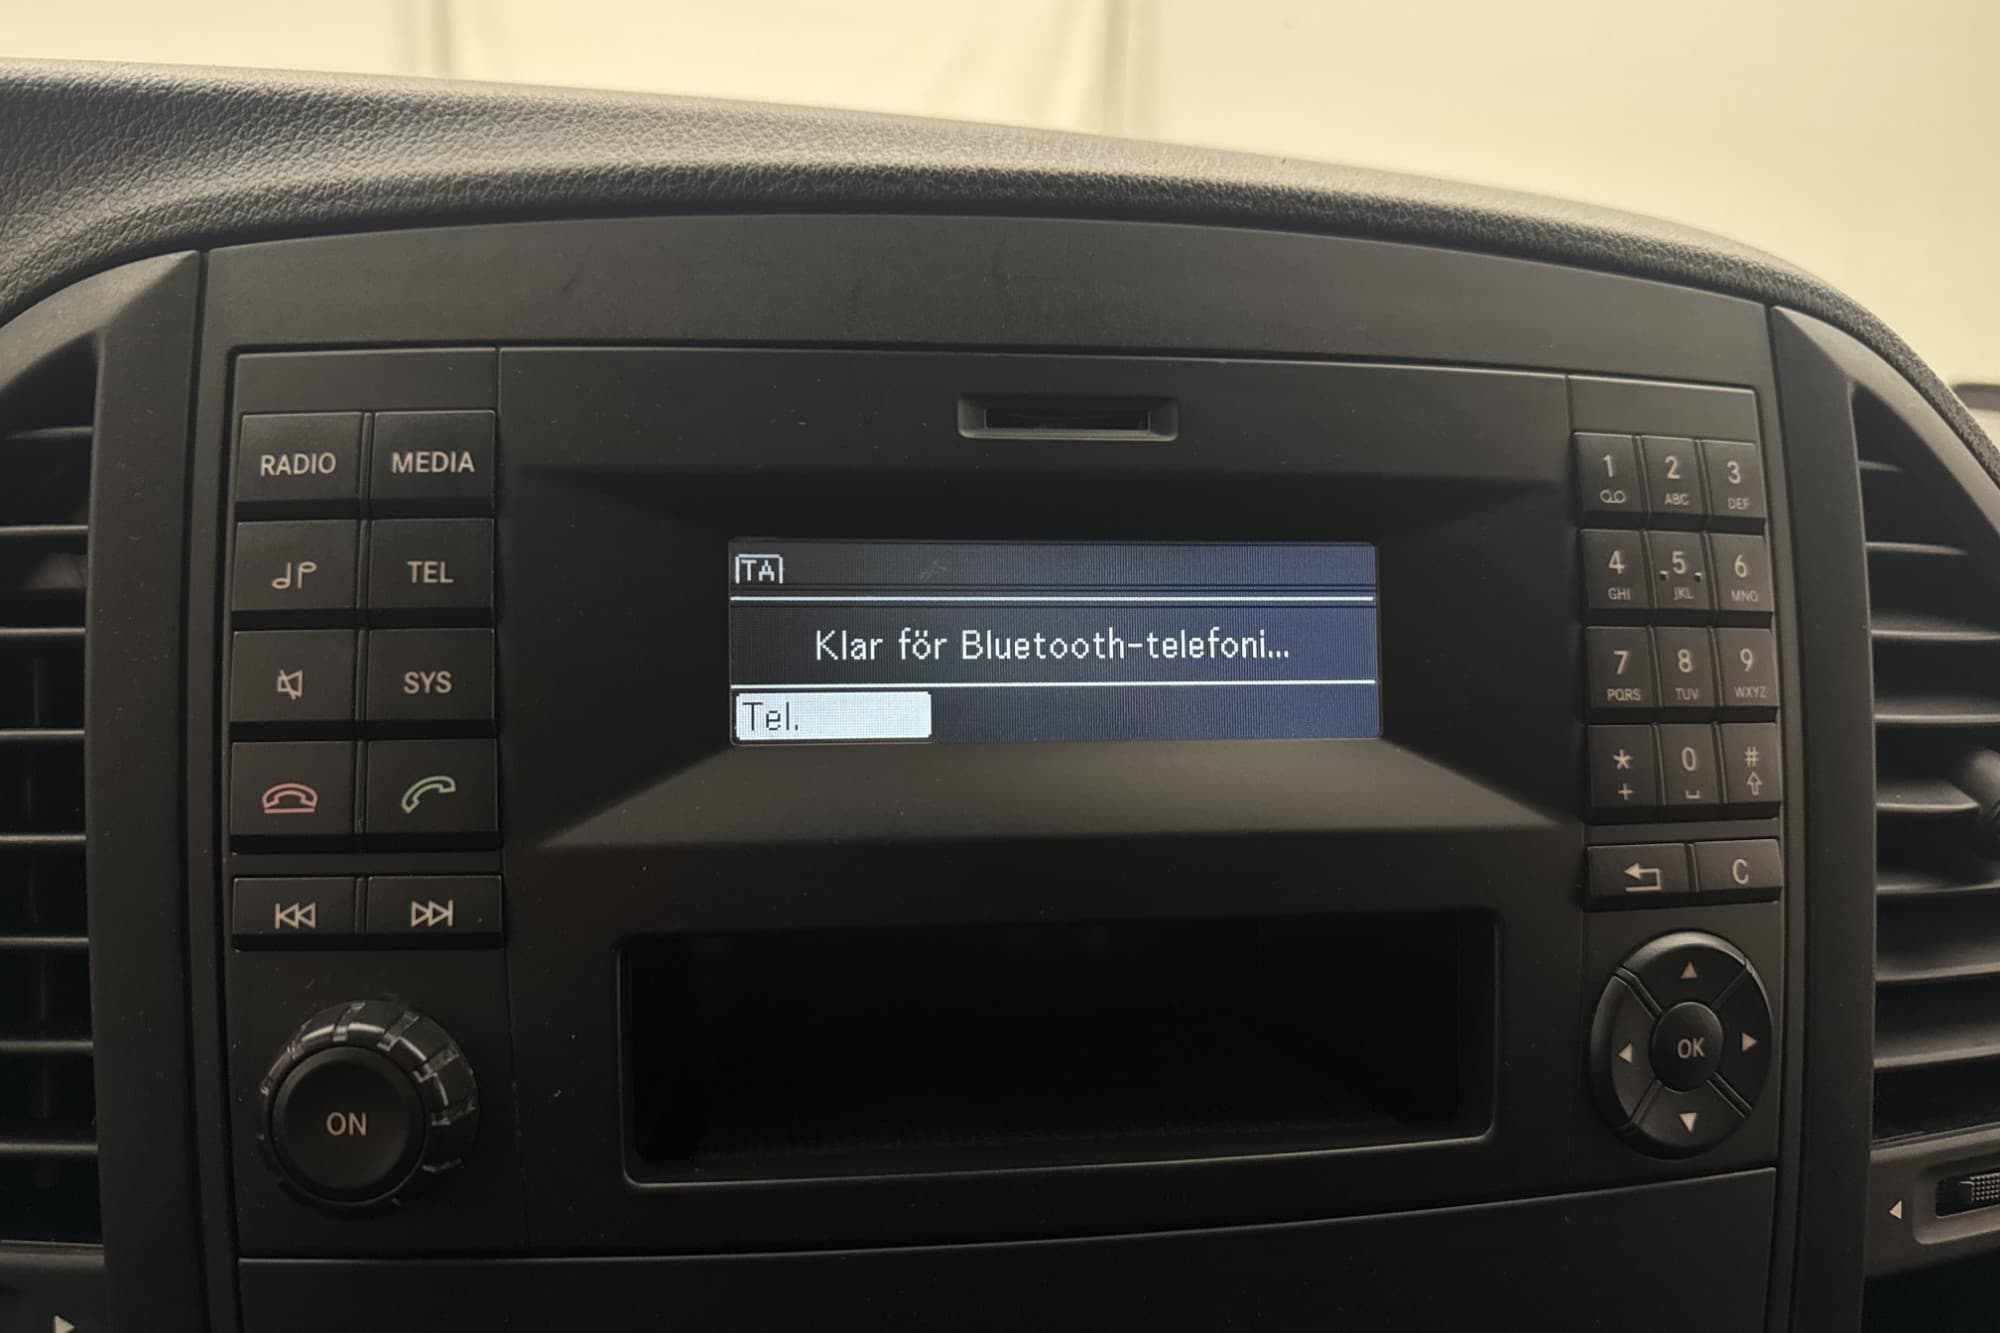 RADIO MEDIA
TEL
SYS
ON
TA
Klar för Bluetooth-telefoni...
Tel.
1 2 3
ABC DEF
4 5 6
GHI JKL MNO
7 8 9
PQRS TUV WXYZ
* 0 #
+
C
OK